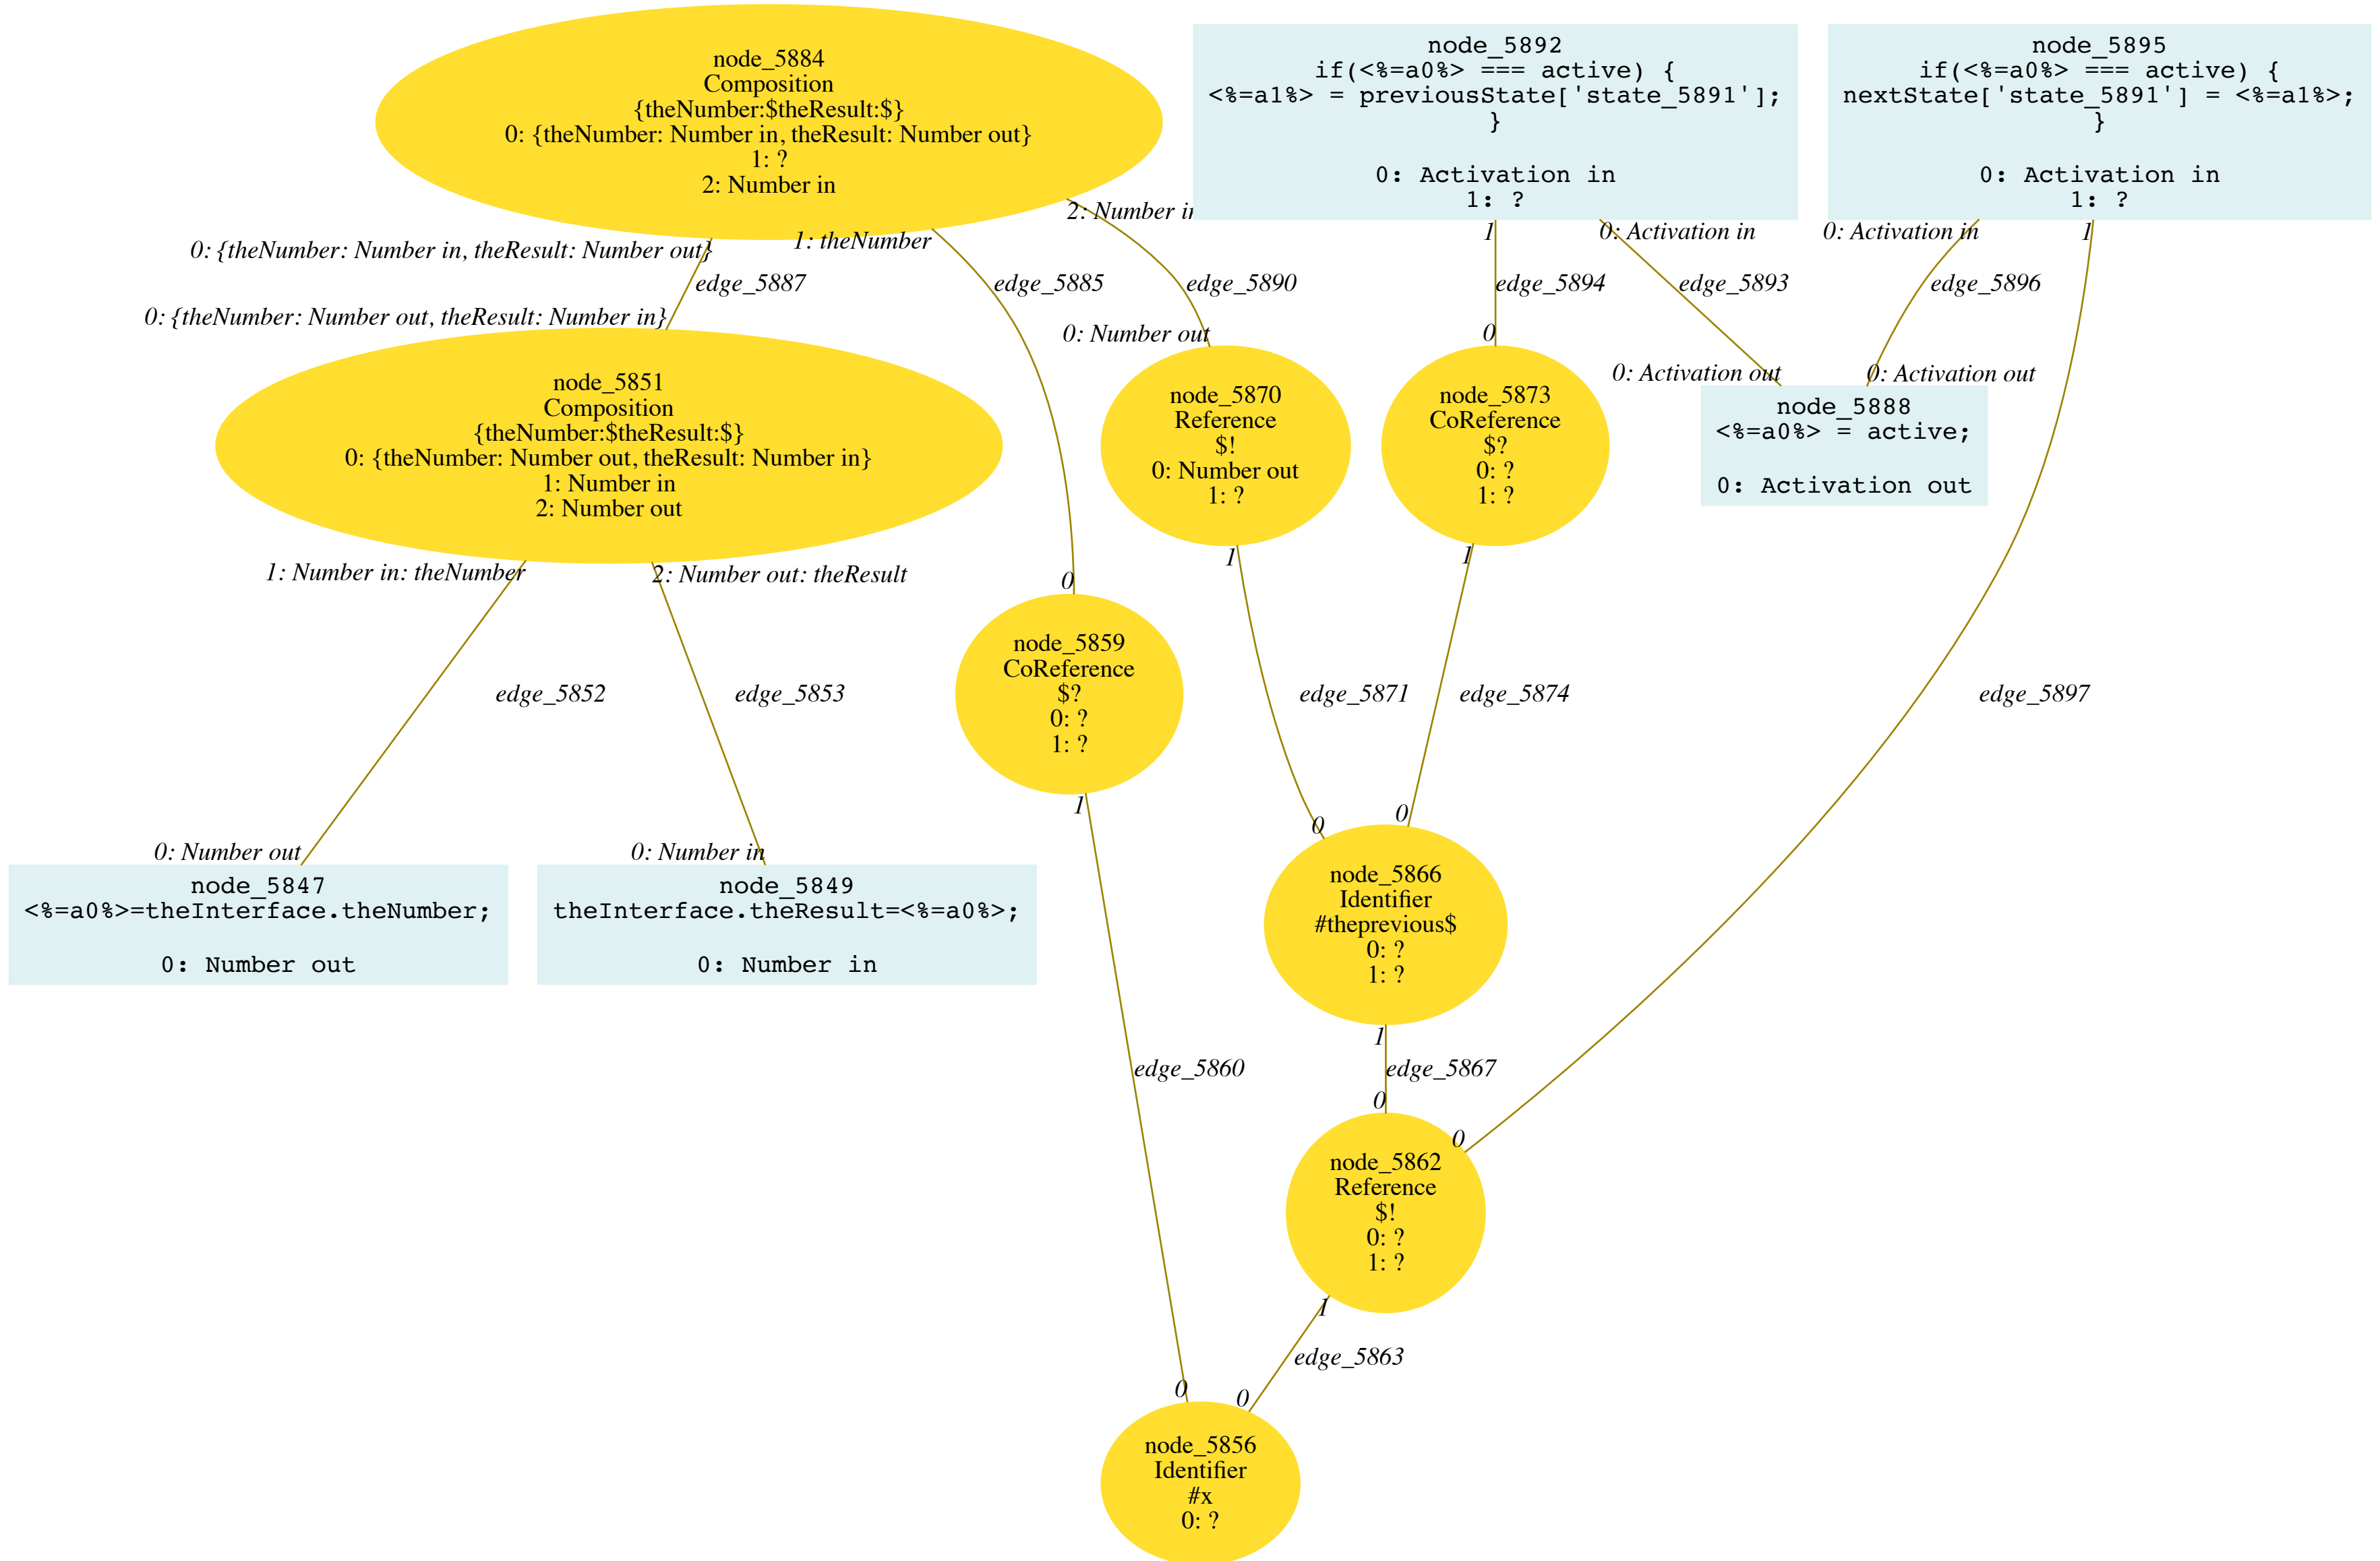 node_5884
Composition
{theNumber:$theResult:$}
0: {theNumber: Number in, theResult: Number out}
1: ?
2: Number in
node_5892
if(<%=a0%> === active) {
<%=a1%> = previousState['state_5891'];
}
0: Activation in
1: ?
node_5895
if(<%=a0%> === active) {
nextState['state_5891'] = <%=a1%>;
}
0: Activation in
1: ?
0: {theNumber: Number in, theResult: Number out}
1: theNumber
2: Number in
1
0: Activation in
0: Activation in
1
edge_5887
edge_5885
edge_5890
edge_5894
edge_5893
edge_5896
0: {theNumber: Number out, theResult: Number in}
0: Number out
0
0: Activation out
0: Activation out
node_5851
Composition
{theNumber:$theResult:$}
0: {theNumber: Number out, theResult: Number in}
1: Number in
2: Number out
node_5870
Reference
$!
0: Number out
1: ?
node_5873
CoReference
$?
0: ?
1: ?
node_5888
<%=a0%> = active;
0: Activation out
1: Number in: theNumber
2: Number out: theResult
0
1
1
node_5859
CoReference
$?
0: ?
1: ?
edge_5852
edge_5853
edge_5871
edge_5874
edge_5897
0: Number out
0: Number in
1
0
0
node_5847
<%=a0%>=theInterface.theNumber;
0: Number out
node_5849
theInterface.theResult=<%=a0%>;
0: Number in
node_5866
Identifier
#theprevious$
0: ?
1: ?
1
edge_5860
edge_5867
0
0
node_5862
Reference
$!
0: ?
1: ?
1
edge_5863
0
0
node_5856
Identifier
#x
0: ?